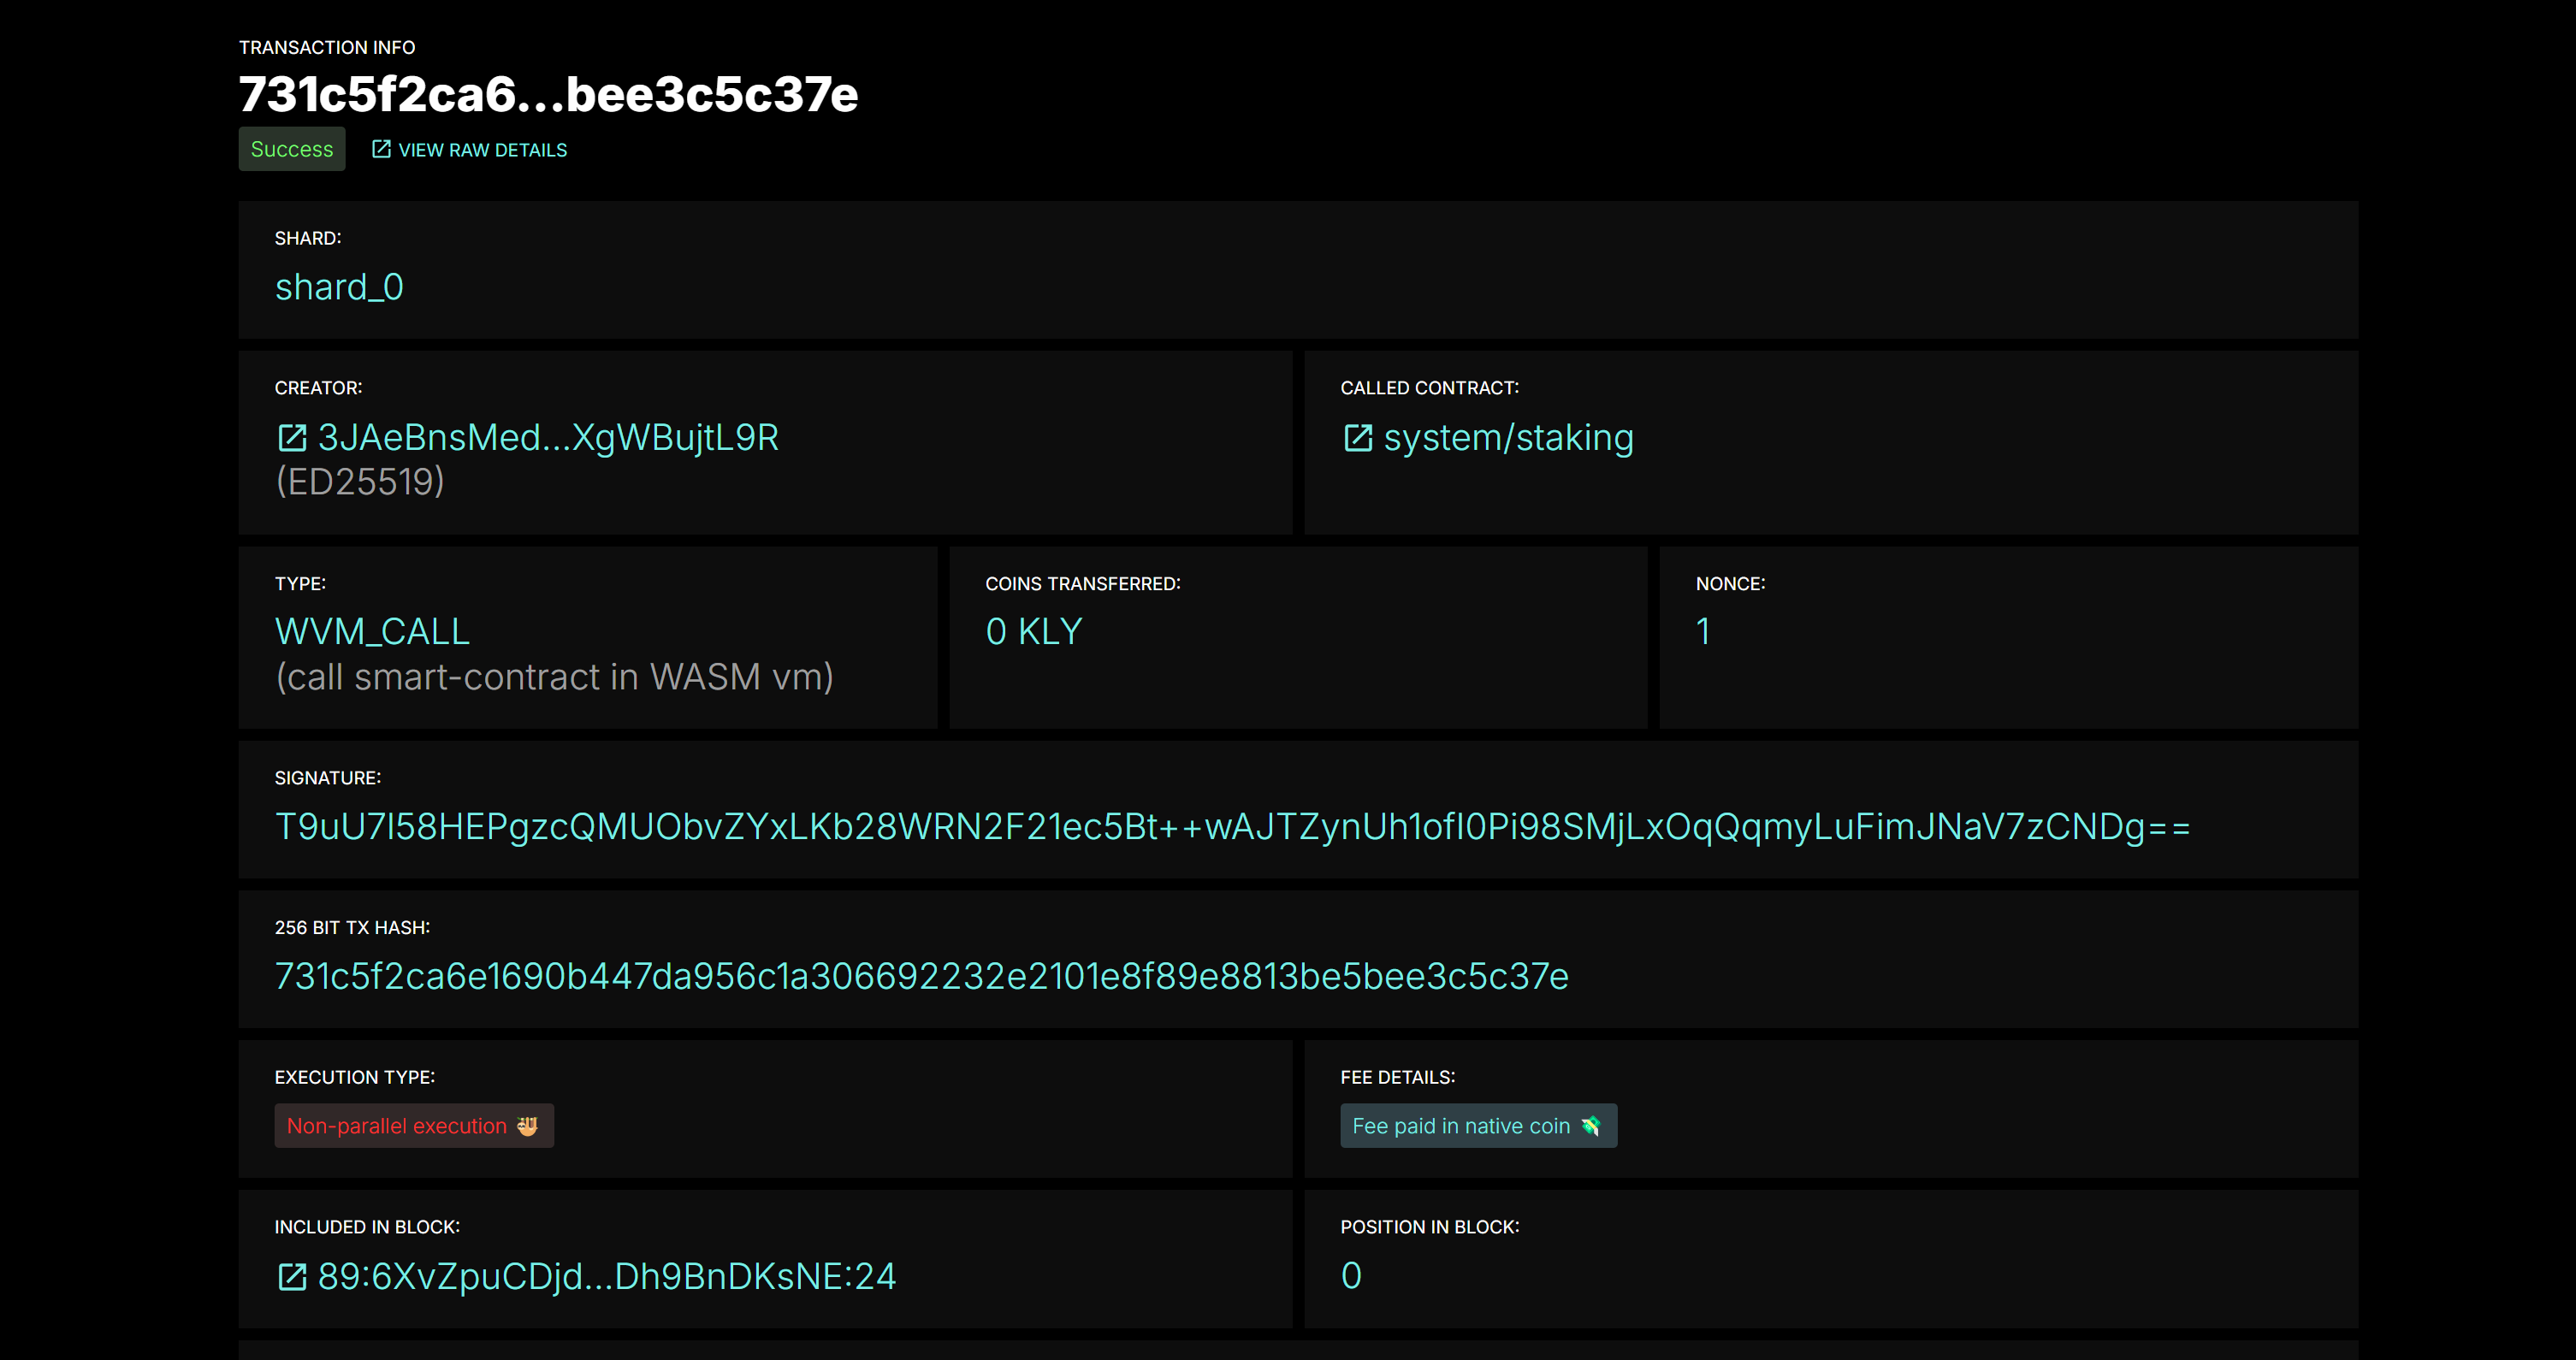 TRANSACTION INFO
731c5f2ca6...bee3c5c37e
Success
VIEW RAW DETAILS
SHARD:
shard_0
CREATOR:
3JAeBnsMed...XgWBujtL9R
(ED25519)
CALLED CONTRACT:
system/staking
TYPE:
WVM_CALL
(call smart-contract in WASM vm)
COINS TRANSFERRED:
0 KLY
NONCE:
1
SIGNATURE:
T9uU7I58HEPgzcQMUObvZYxLKb28WRN2F21ec5Bt++wAJTZynUh1ofI0Pi98SMjLxOqQqmyLuFimJNaV7zCNDg==
256 BIT TX HASH:
731c5f2ca6e1690b447da956c1a306692232e2101e8f89e8813be5bee3c5c37e
EXECUTION TYPE:
Non-parallel execution 🦥
FEE DETAILS:
Fee paid in native coin 💸
INCLUDED IN BLOCK:
89:6XvZpuCDjd...Dh9BnDKsNE:24
POSITION IN BLOCK:
0